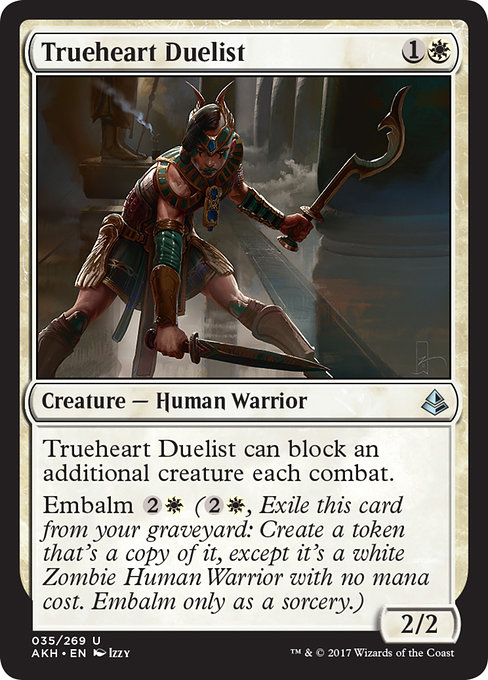 Trueheart Duelist 1
Creature — Human Warrior
Trueheart Duelist can block an
additional creature each combat.
Embalm 2 (2, Exile this card
from your graveyard: Create a token
that's a copy of it, except it's a white
Zombie Human Warrior with no mana
cost. Embalm only as a sorcery.)
2/2
035/269 U
AKH • EN Izzy ™ & © 2017 Wizards of the Coast